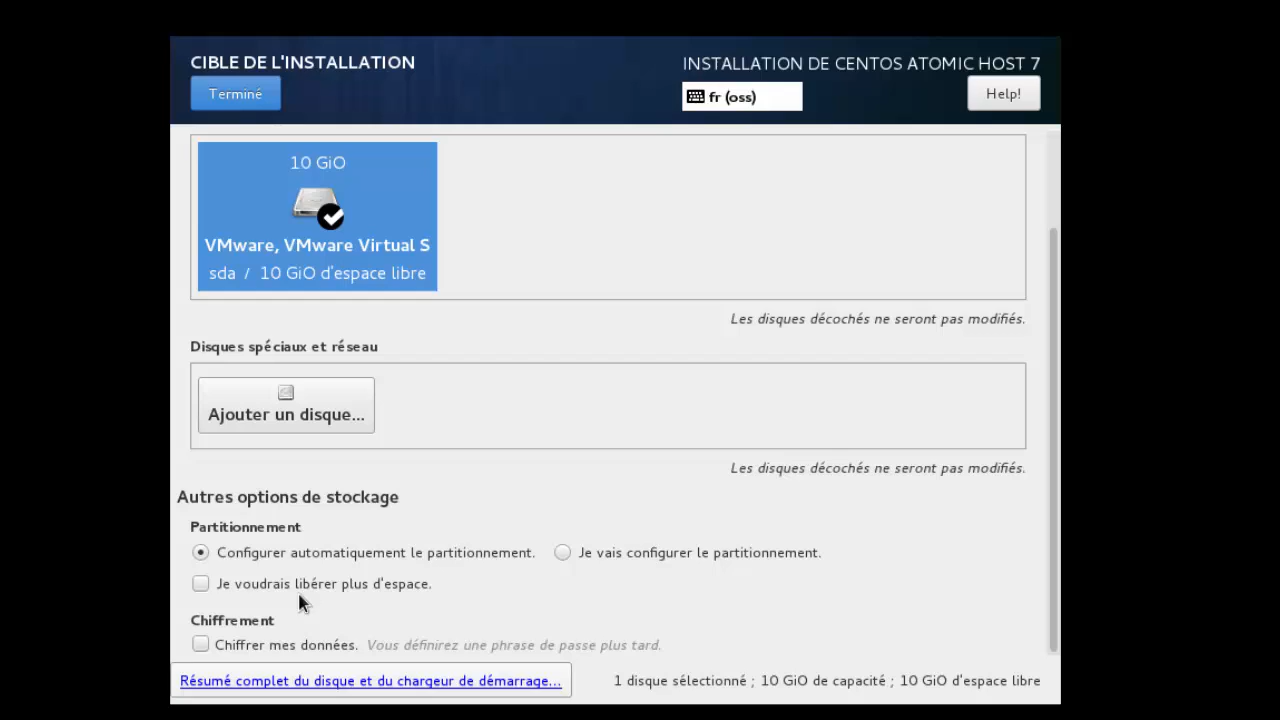 CIBLE DE L'INSTALLATION
INSTALLATION DE CENTOS ATOMIC HOST 7
Terminé
fr (oss)
Help!
10 GiO
VMware, VMware Virtual S
sda / 10 GiO d'espace libre
Les disques décochés ne seront pas modifiés.
Disques spéciaux et réseau
Ajouter un disque...
Les disques décochés ne seront pas modifiés.
Autres options de stockage
Partitionnement
Configurer automatiquement le partitionnement. Je vais configurer le partitionnement.
Je voudrais libérer plus d'espace.
Chiffrement
Chiffrer mes données. Vous définirez une phrase de passe plus tard.
Résumé complet du disque et du chargeur de démarrage... 1 disque sélectionné ; 10 GiO de capacité ; 10 GiO d'espace libre